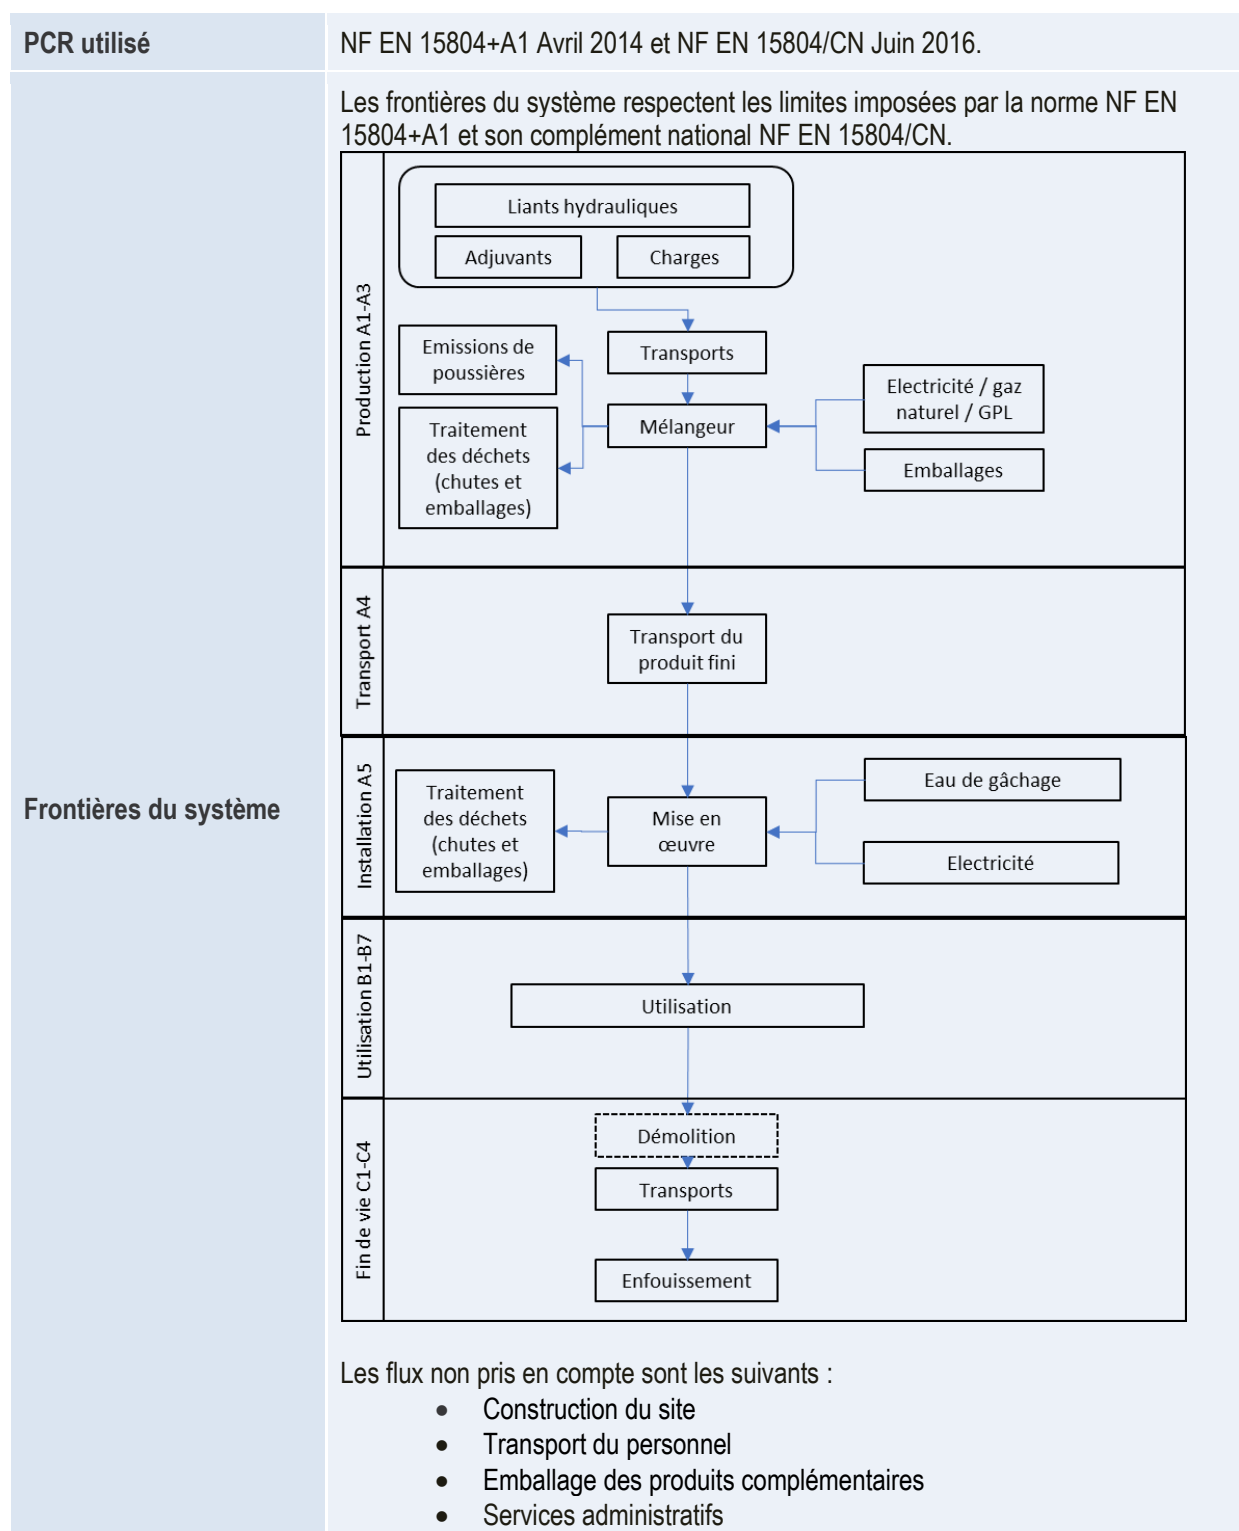 PCR utilisé
NF EN 15804+A1 Avril 2014 et NF EN 15804/CN Juin 2016.
Frontières du système
Les frontières du système respectent les limites imposées par la norme NF EN
15804+A1 et son complément national NF EN 15804/CN.
Production A1-A3
Liants hydrauliques
Adjuvants
Charges
Transports
Emissions de
poussières
Mélangeur
Traitement
des déchets
(chutes et
emballages)
Electricité / gaz
naturel / GPL
Emballages
Transport A4
Transport du
produit fini
Installation A5
Traitement
des déchets
(chutes et
emballages)
Mise en
œuvre
Eau de gâchage
Electricité
Utilisation B1-B7
Utilisation
Fin de vie C1-C4
Démolition
Transports
Enfouissement
Les flux non pris en compte sont les suivants :
• Construction du site
• Transport du personnel
• Emballage des produits complémentaires
• Services administratifs